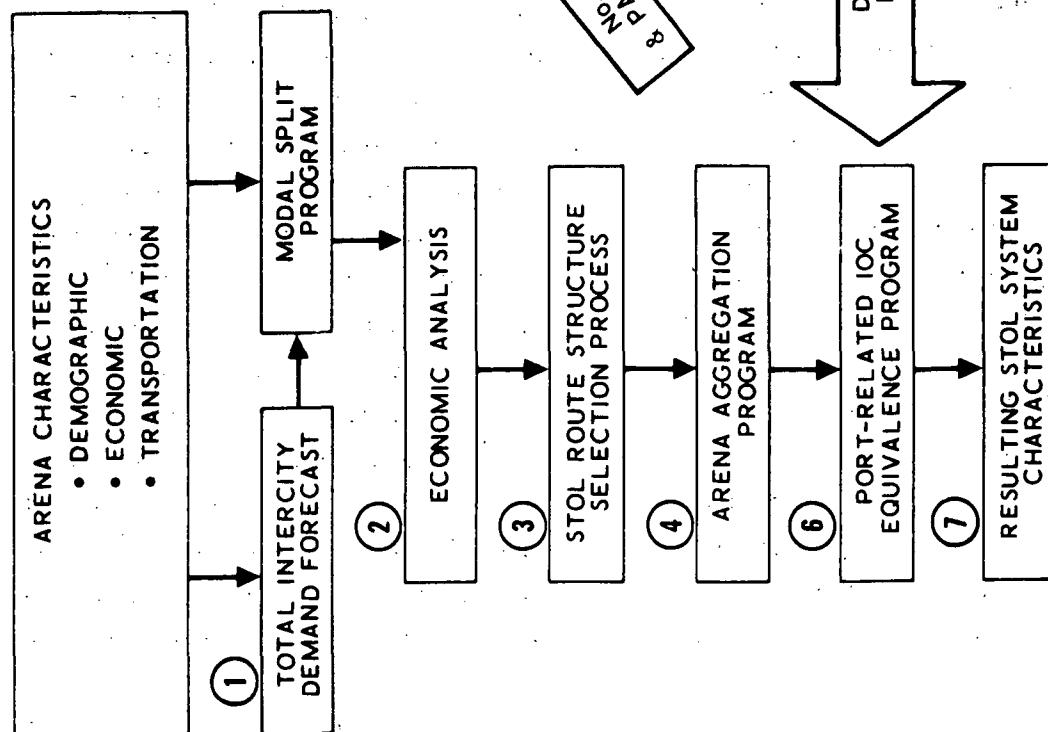 ARENA CHARACTERISTICS
• DEMOGRAPHIC
• ECONOMIC
• TRANSPORTATION
1
TOTAL INTERCITY
DEMAND FORECAST
MODAL SPLIT
PROGRAM
2
ECONOMIC ANALYSIS
3
STOL ROUTE STRUCTURE
SELECTION PROCESS
4
ARENA AGGREGATION
PROGRAM
6
PORT-RELATED IOC
EQUIVALENCE PROGRAM
7
RESULTING STOL SYSTEM
CHARACTERISTICS
& PA